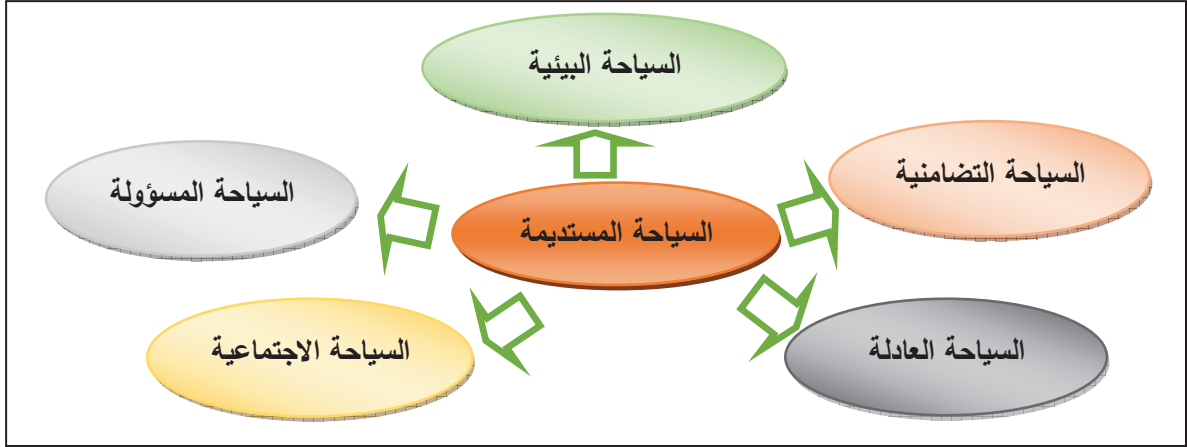 السياحة البيئية
السياحة التضامنية
السياحة المسؤولة
السياحة المستديمة
السياحة العادلة
السياحة الاجتماعية